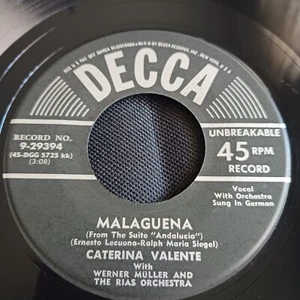 DECCA
RECORD NO.
9-29394
(45-DGG 5725 kk)
(3:08)
UNBREAKABLE
45 RPM
RECORD
Vocal
With Orchestra
Sung in German
MALAGUENA
(From The Suite "Andalucia")
(Ernesto Lecuona-Ralph Maria Siegel)
CATERINA VALENTE
With
WERNER MÜLLER AND
THE RIAS ORCHESTRA